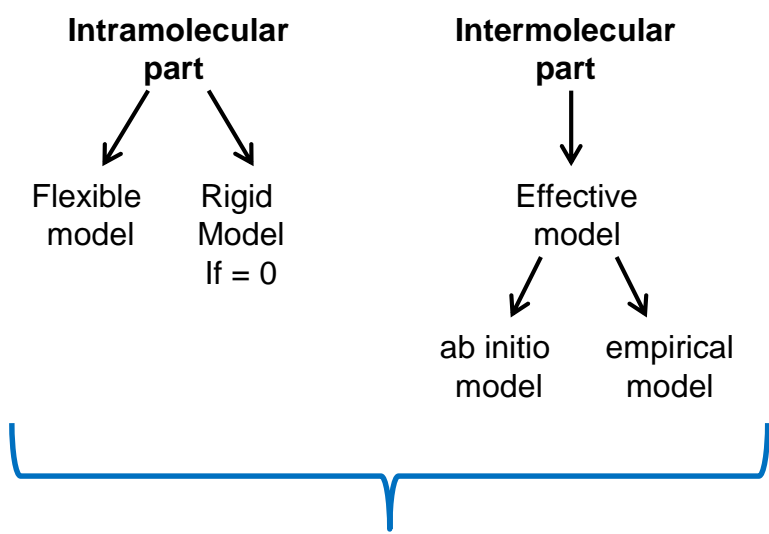 Intramolecular
part
Intermolecular
part
Flexible
model
Rigid
Model
If = 0
Effective
model
ab initio
model
empirical
model